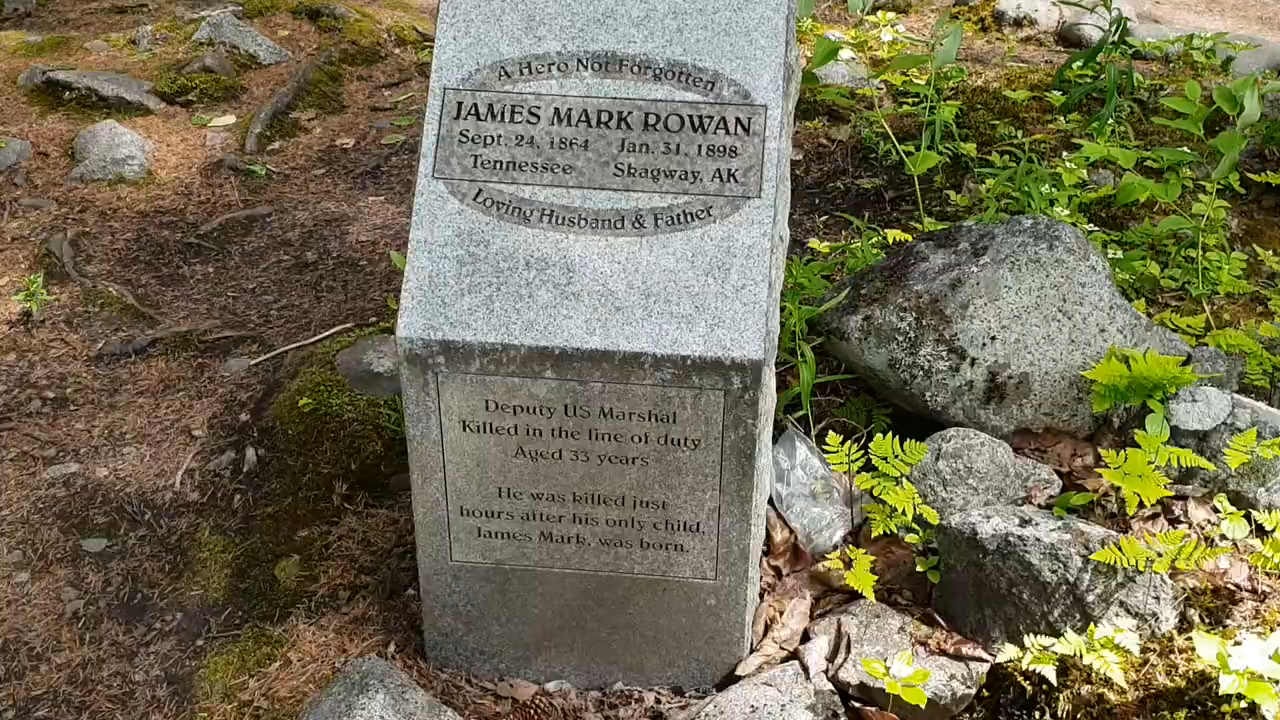 A Hero Not Forgotten
JAMES MARK ROWAN
Sept. 24, 1864 Jan. 31, 1898
Tennessee Skagway, AK
Loving Husband & Father
Deputy US Marshal
Killed in the line of duty
Aged 33 years
He was killed just
hours after his only child,
James Mark, was born.